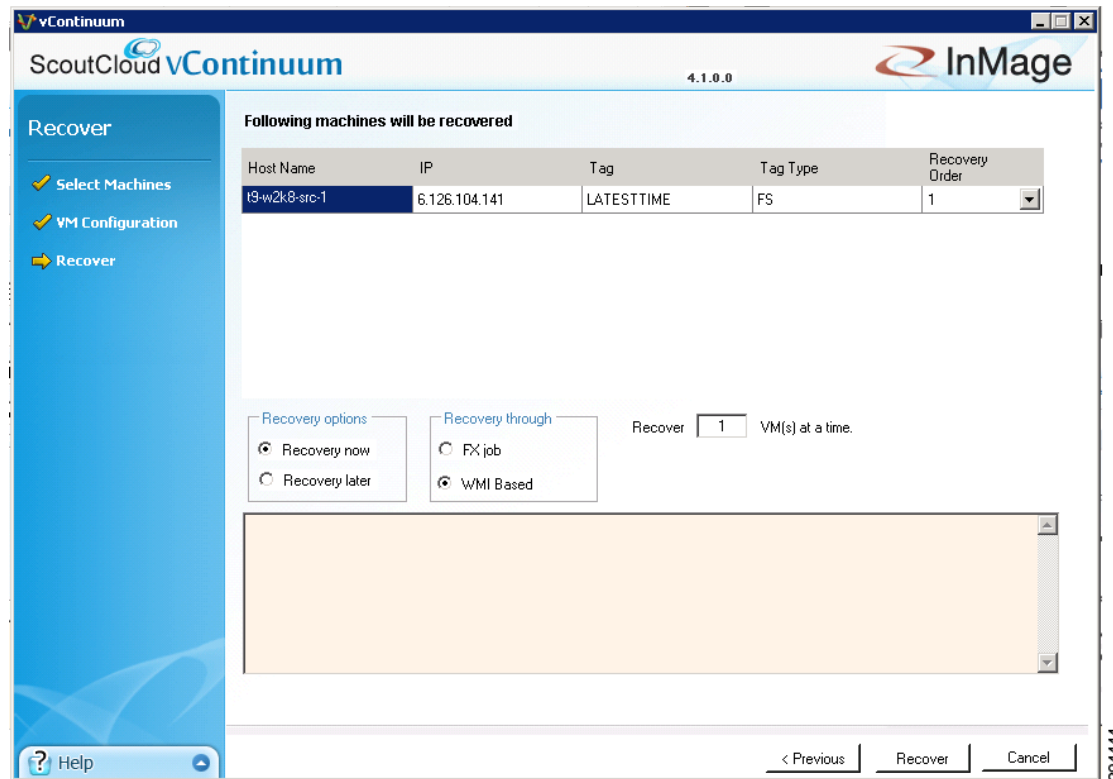 vContinuum
ScoutCloud vContinuum
4.1.0.0
InMage
Recover
Select Machines
VM Configuration
Recover
Following machines will be recovered
Host Name IP Tag Tag Type Recovery Order
t9-w2k8-src-1 6.126.104.141 LATESTTIME FS 1
Recovery options
Recovery now
Recovery later
Recovery through
FX job
WMI Based
Recover 1 VM(s) at a time.
? Help
< Previous Recover Cancel